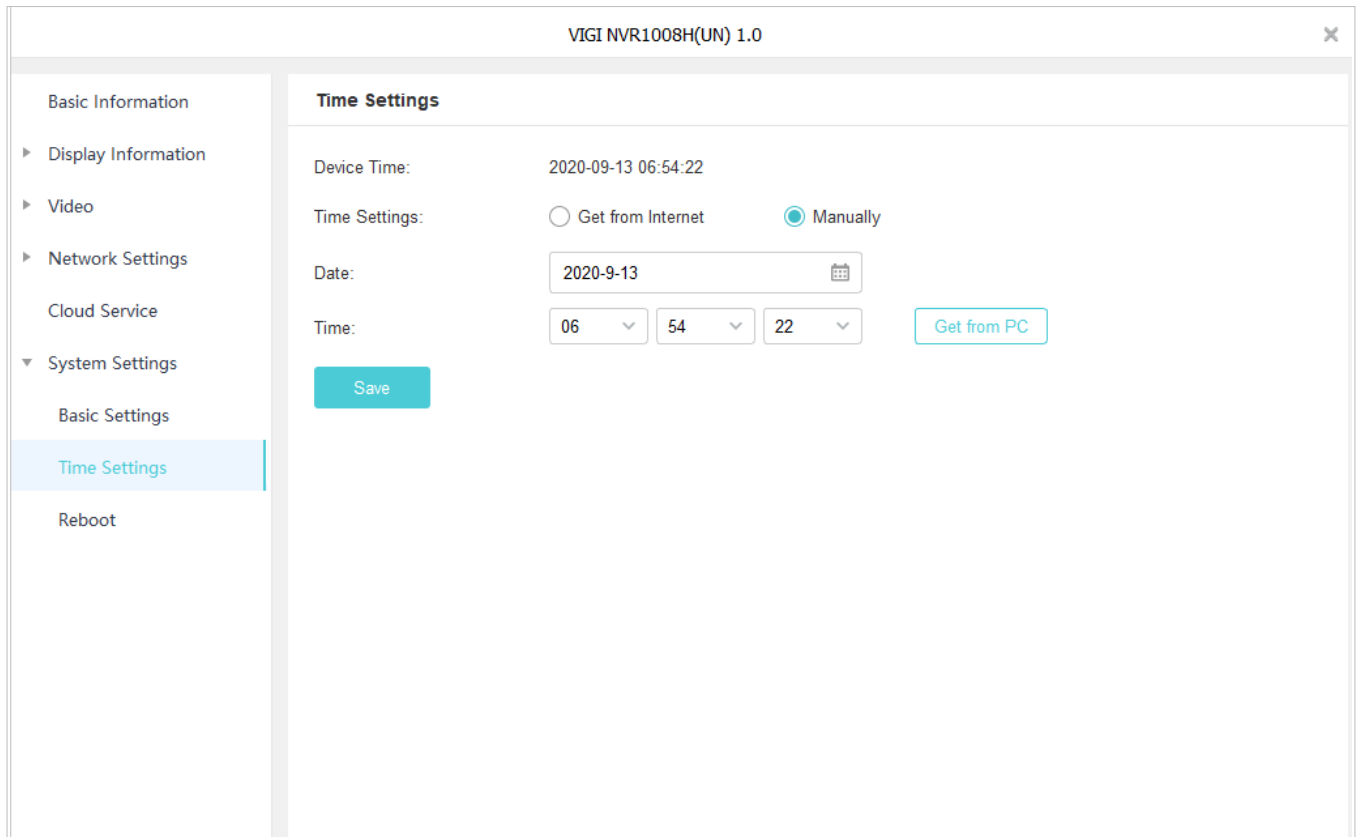 VIGI NVR1008H(UN) 1.0
Basic Information
Display Information
Video
Network Settings
Cloud Service
System Settings
Basic Settings
Time Settings
Reboot
Time Settings
Device Time: 2020-09-13 06:54:22
Time Settings: Get from Internet Manually
Date: 2020-9-13
Time: 06 54 22 Get from PC
Save